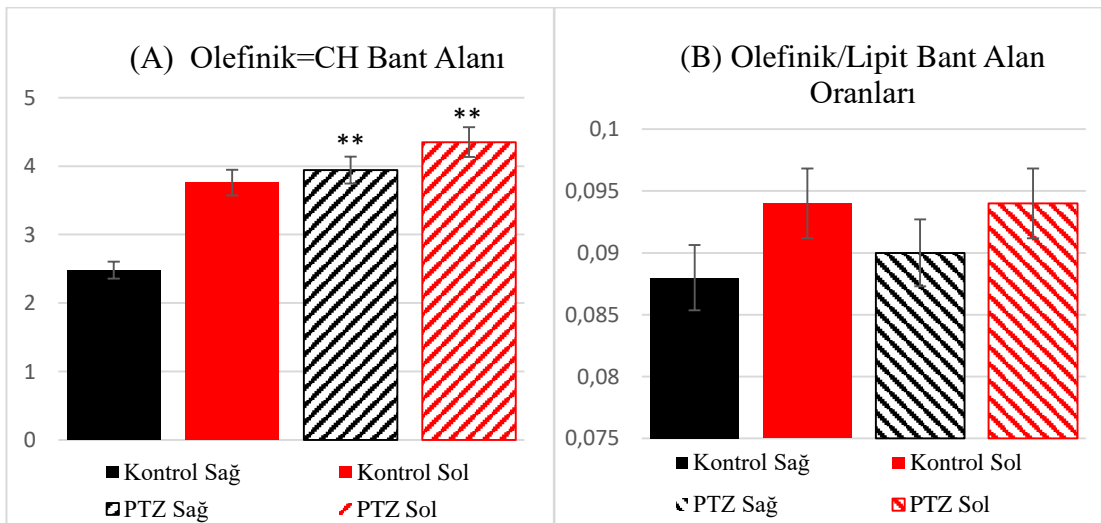 (A) Olefinik=CH Bant Alanı
5
4
3
2
1
0
**
**
Kontrol Sağ
Kontrol Sol
PTZ Sağ
PTZ Sol
(B) Olefinik/Lipit Bant Alan
Oranları
0,1
0,095
0,09
0,085
0,08
0,075
Kontrol Sağ
Kontrol Sol
PTZ Sağ
PTZ Sol